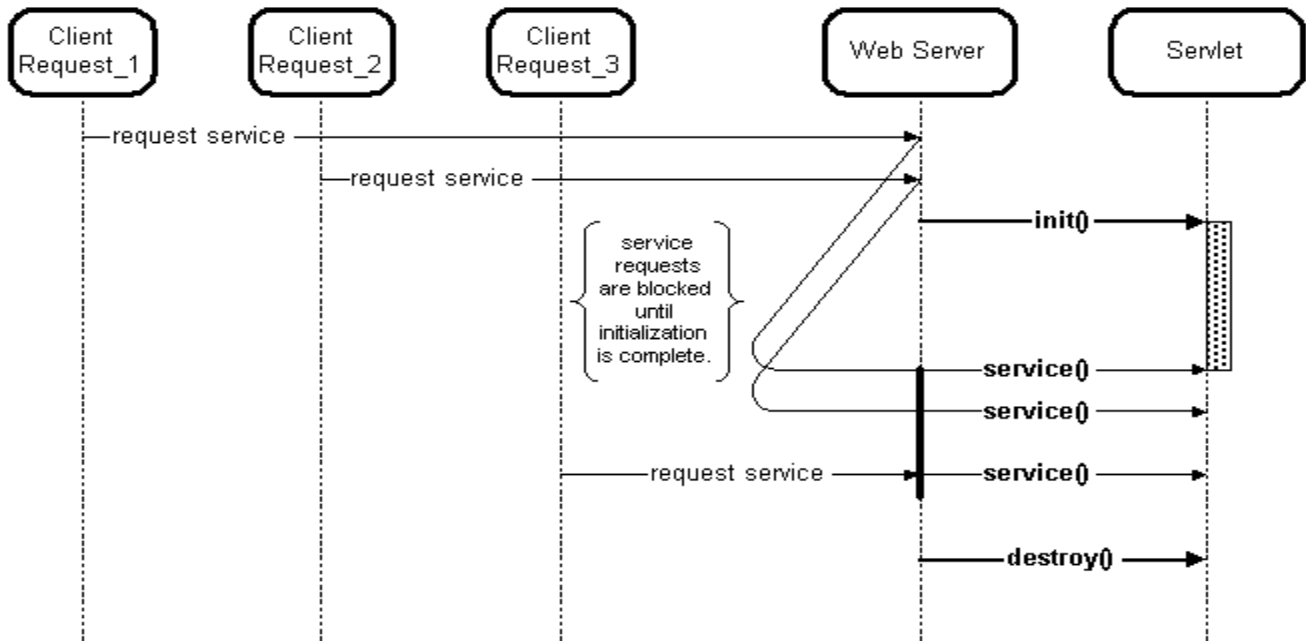 Client
Request_1
Client
Request_2
Client
Request_3
Web Server
Servlet
request service
request service
init()
service
requests
are blocked
until
initialization
is complete.
service()
service()
request service
service()
destroy()